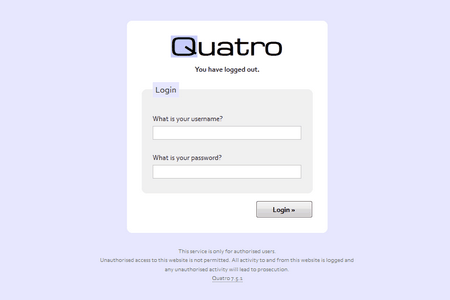 Quatro
You have logged out.
Login
What is your username?
What is your password?
Login »
This service is only for authorised users
Unauthorised access to this website is not permitted. All activity to and from this website is logged and
any unauthorised activity will lead to prosecution.
Quatro 7.5.1